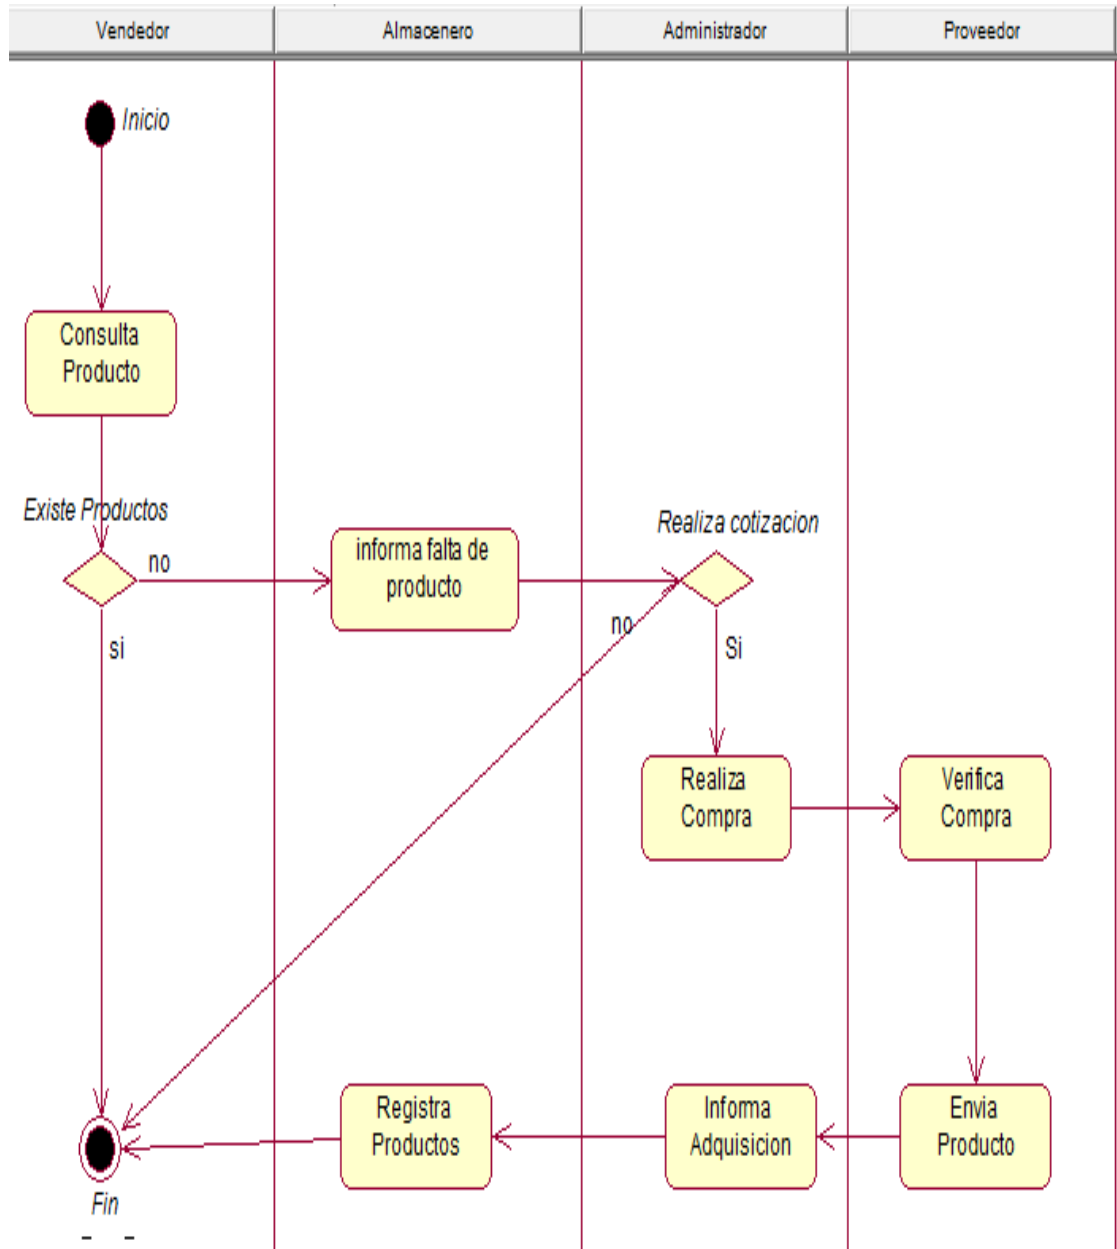 Vendedor
Almacenero
Administrador
Proveedor
Inicio
Consulta
Producto
Existe Productos
no
si
informa falta de
producto
Realiza cotizacion
no
Si
Realiza
Compra
Verifica
Compra
Registra
Productos
Informa
Adquisicion
Envia
Producto
Fin